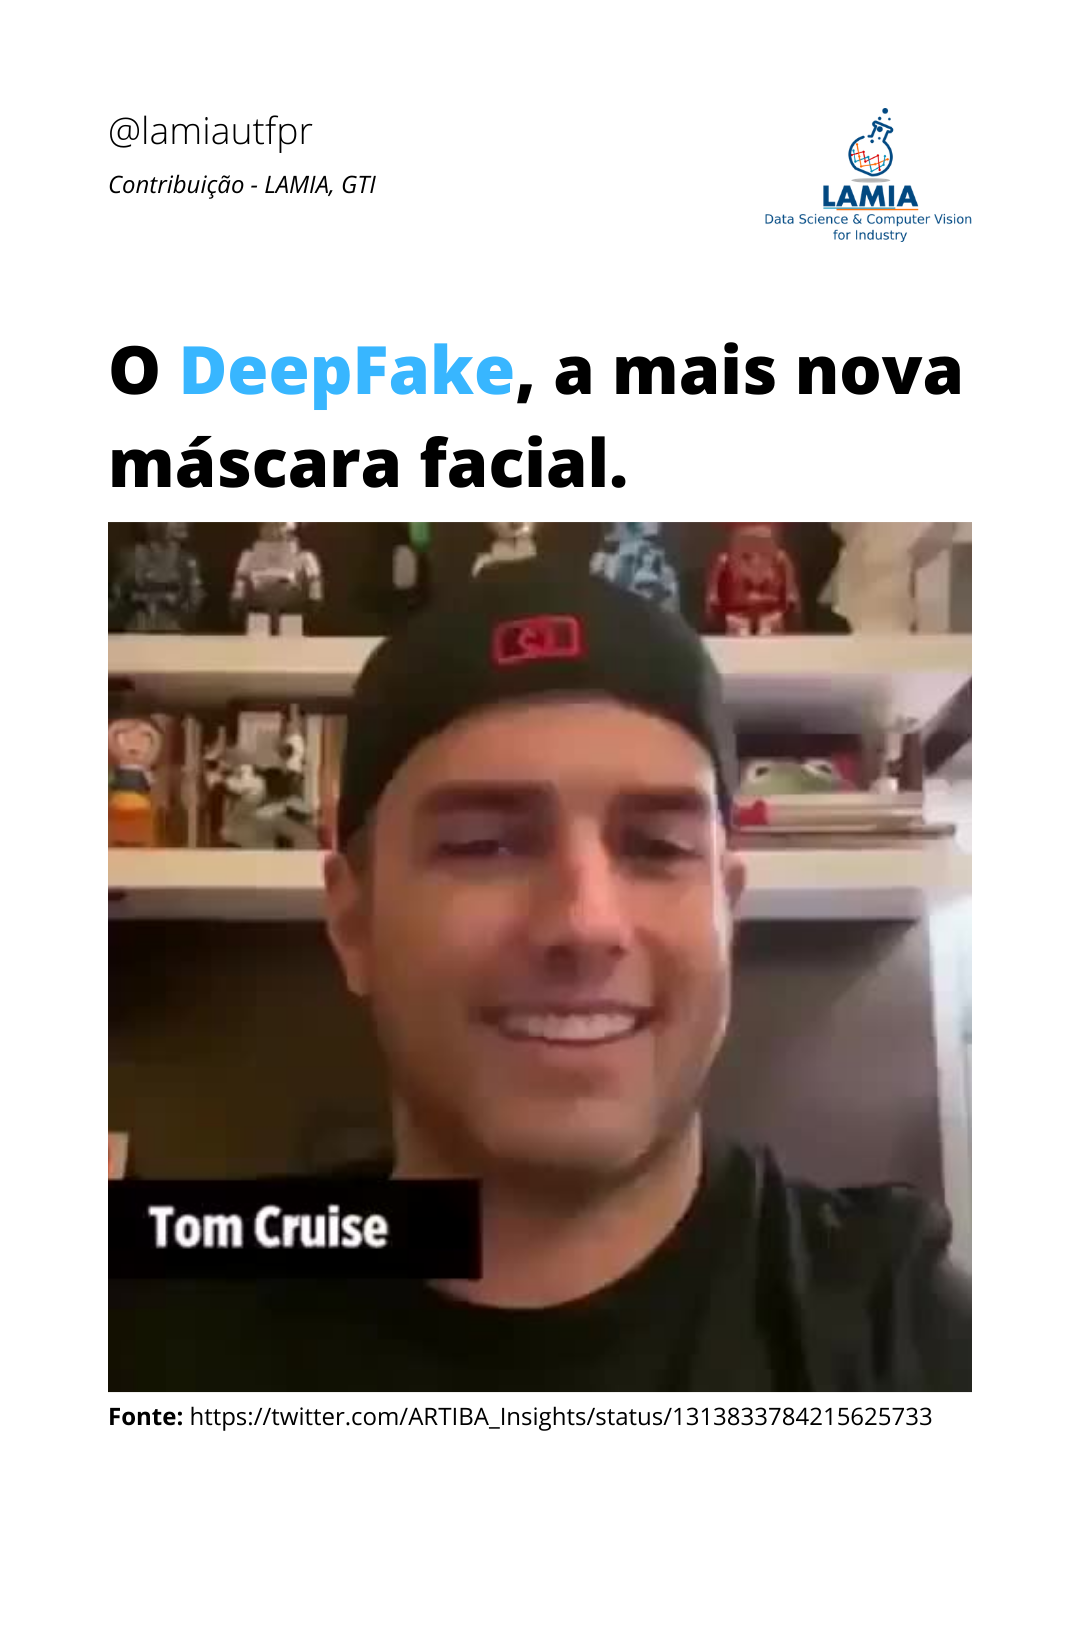 @lamiautfpr
Contribuição - LAMIA, GTI
LAMIA
Data Science & Computer Vision
for Industry
O DeepFake, a mais nova
máscara facial.
Tom Cruise
Fonte: https://twitter.com/ARTIBA_Insights/status/1313833784215625733